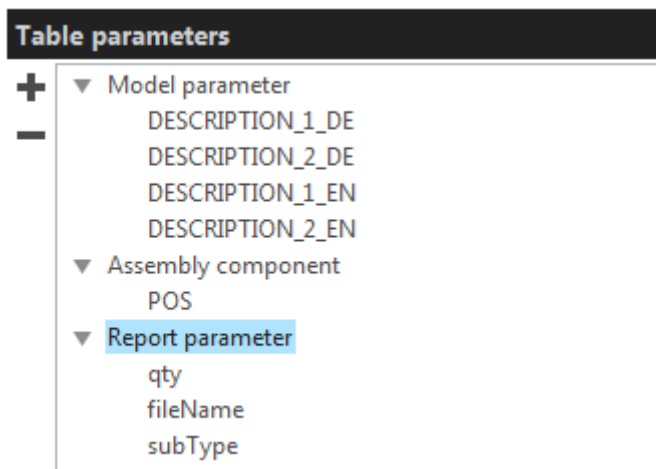 Table parameters
Model parameter
DESCRIPTION_1_DE
DESCRIPTION_2_DE
DESCRIPTION_1_EN
DESCRIPTION_2_EN
Assembly component
POS
Report parameter
qty
fileName
subType